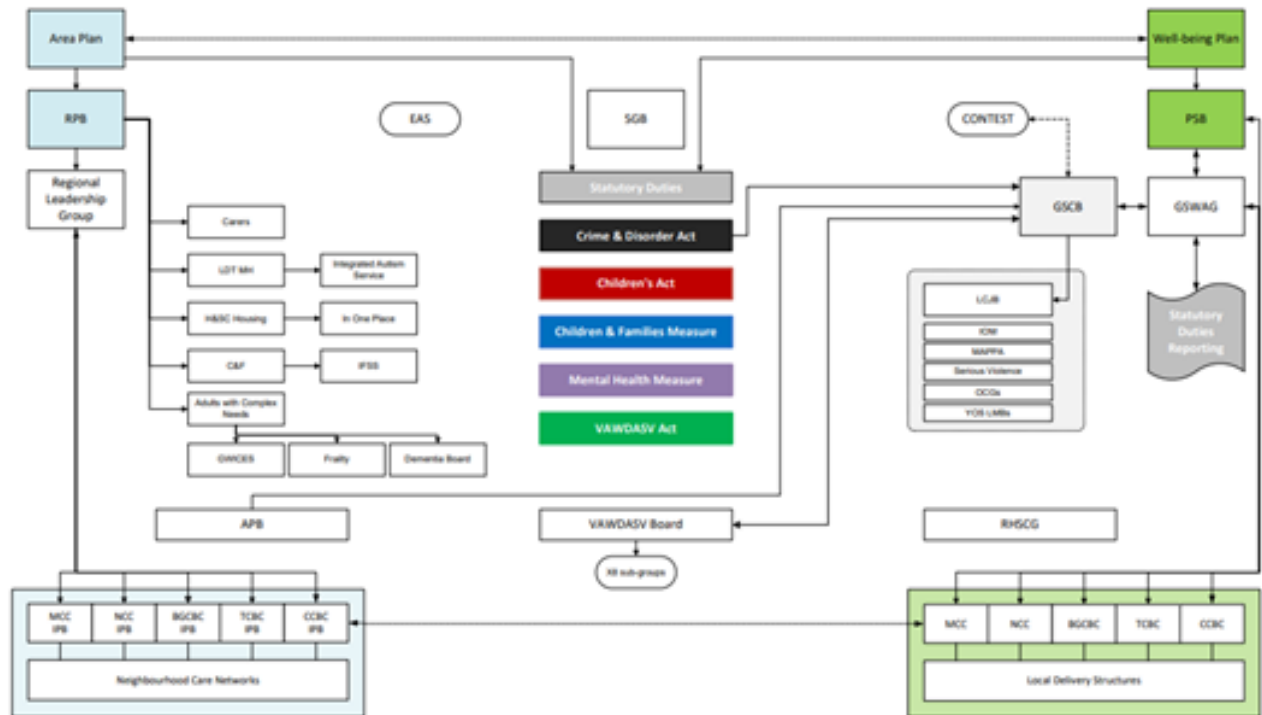 Area Plan
Well-being Plan
RPB
EAS
SGB
CONTEST
PSB
Regional
Leadership
Group
Statutory Duties
GSCB
GSWAG
Carers
Crime & Disorder Act
LDT MH
Integrated Autism
Service
Children's Act
LCJB
H&SC Housing
In One Place
Children & Families Measure
IOM
MAPPA
Serious Violence
OCGs
YOS LMBs
Statutory
Duties
Reporting
C&F
IFSS
Mental Health Measure
Adults with Complex
Needs
VAWDASV Act
GWICES
Frailty
Dementia Board
APB
VAWDASV Board
RHSCG
X8 sub-groups
MCC
IPB
NCC
IPB
BGCBC
IPB
TCBC
IPB
CCBC
IPB
MCC
NCC
BGCBC
TCBC
CCBC
Neighbourhood Care Networks
Local Delivery Structures